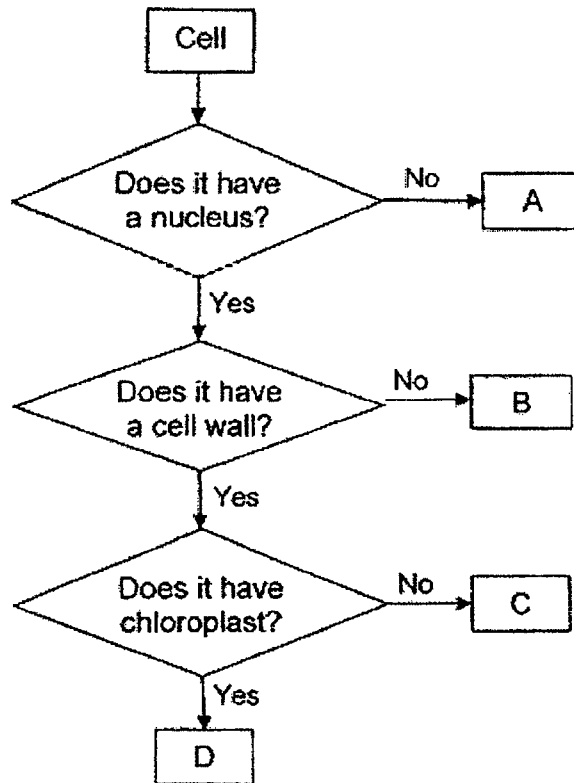 Cell
Does it have
a nucleus?
No
A
Yes
Does it have
a cell wall?
No
B
Yes
Does it have
chloroplast?
No
C
Yes
D